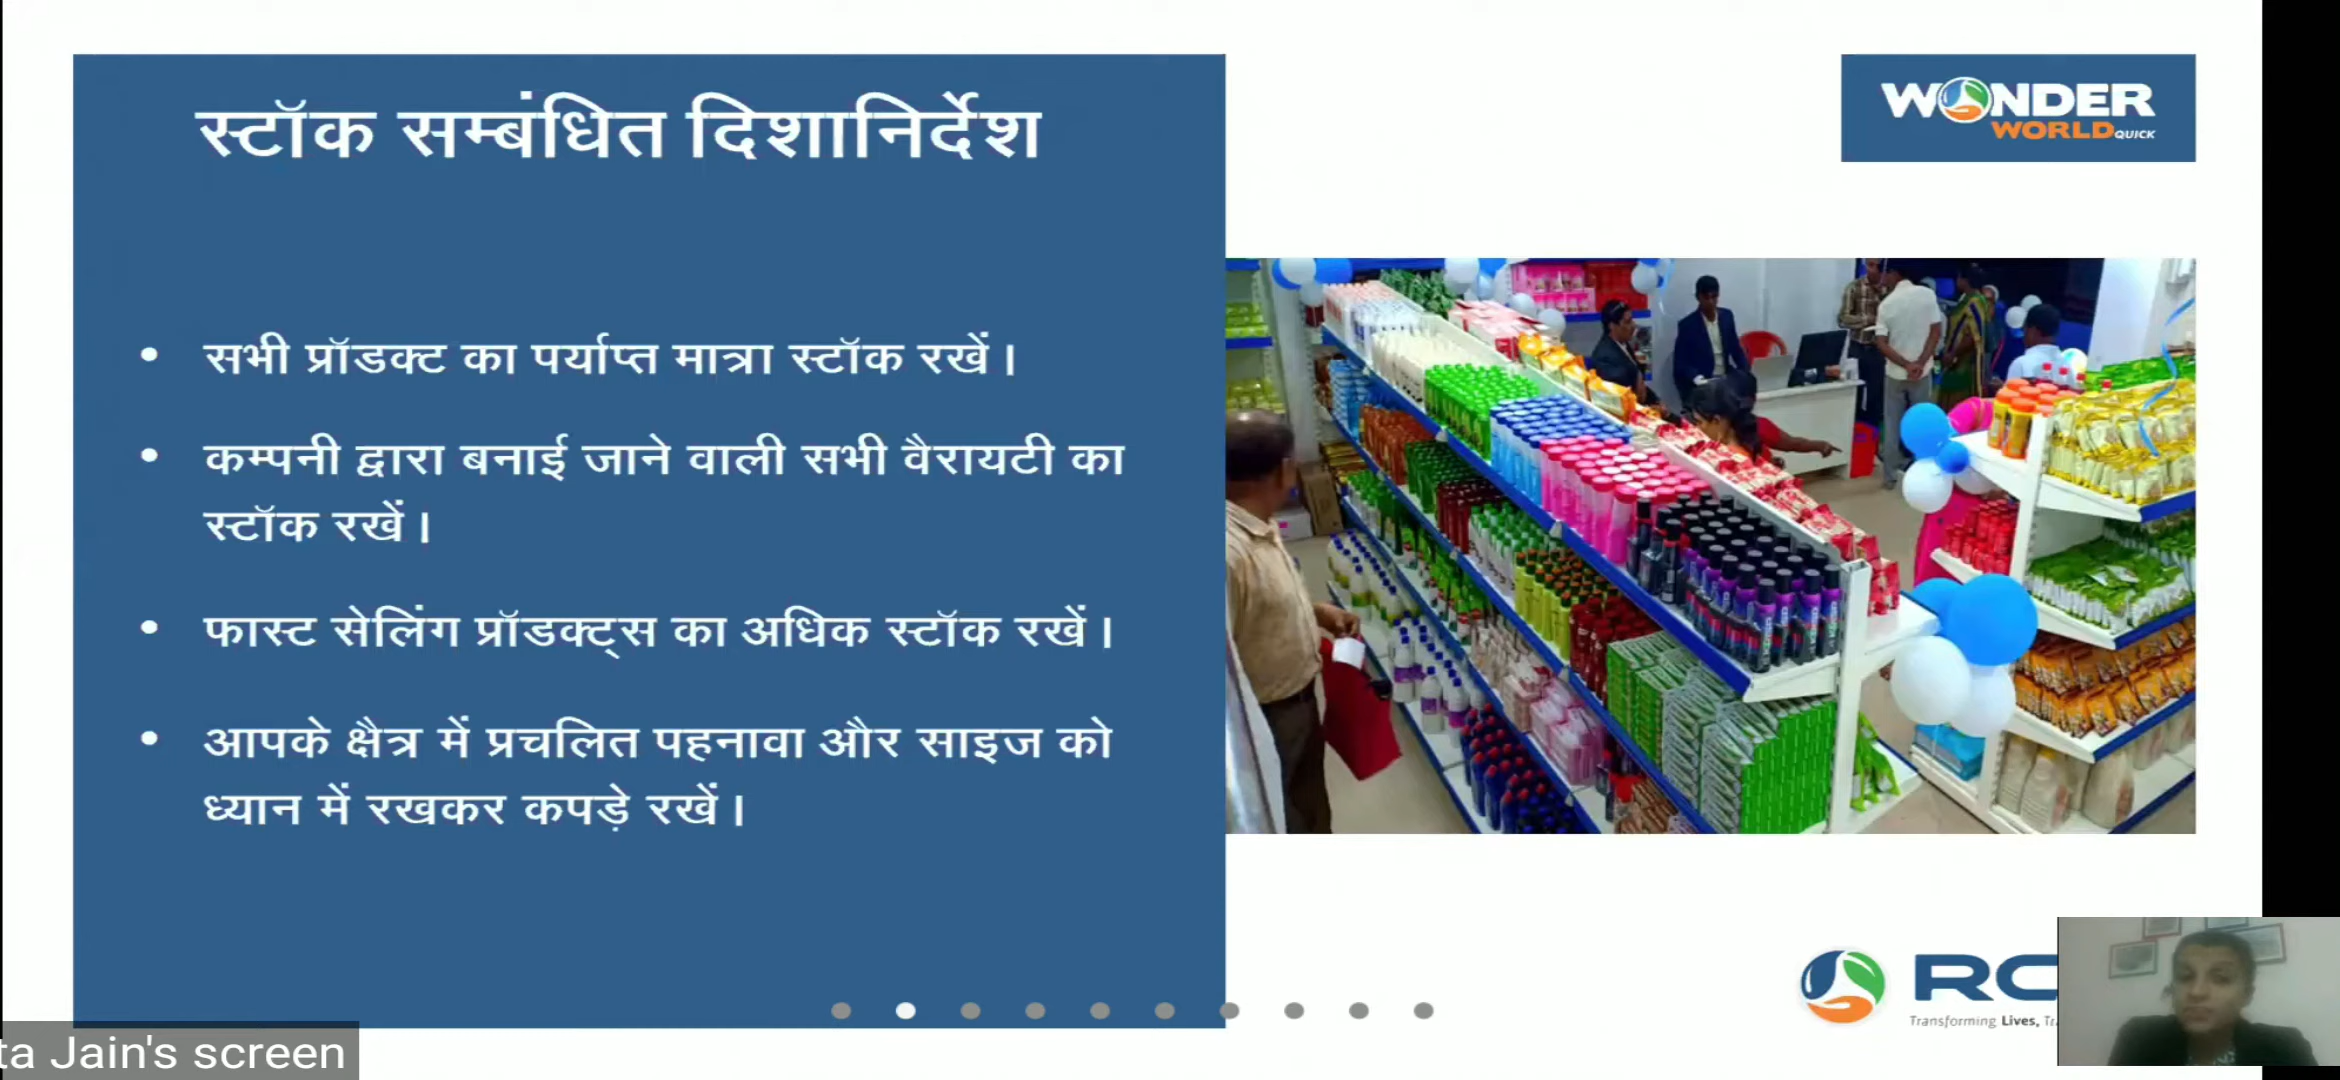 स्टॉक सम्बंधित दिशानिर्देश
WONDER
WORLD QUICK
• सभी प्रॉडक्ट का पर्याप्त मात्रा स्टॉक रखें।
• कम्पनी द्वारा बनाई जाने वाली सभी वैरायटी का
स्टॉक रखें।
• फास्ट सेलिंग प्रॉडक्ट्स का अधिक स्टॉक रखें।
• आपके क्षैत्र में प्रचलित पहनावा और साइज को
ध्यान में रखकर कपड़े रखें।
RC
Transforming Lives,
ta Jain's screen